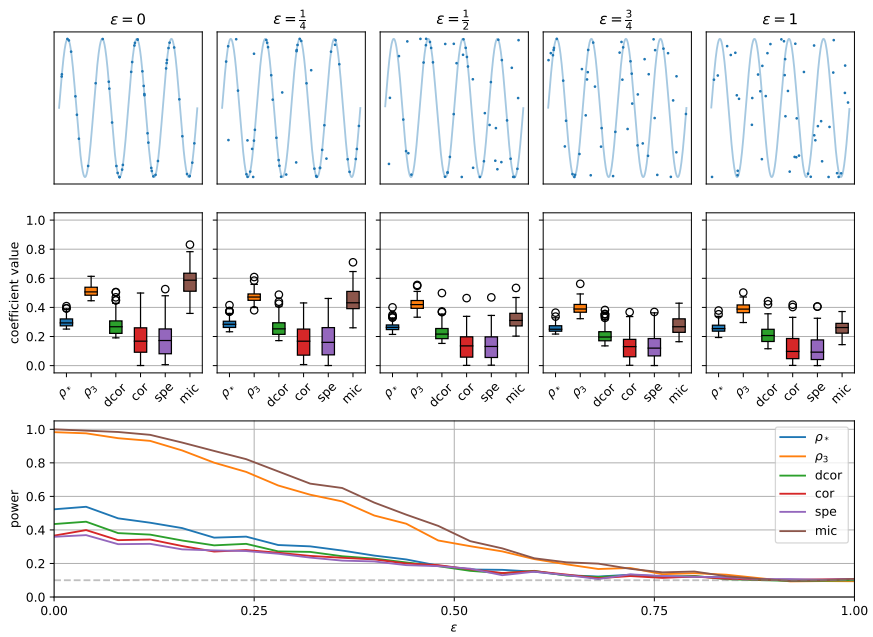 ε = 0 ε = 1/4 ε = 1/2 ε = 3/4 ε = 1
1.0
0.8
0.6
0.4
0.2
0.0
coefficient value
ρ* ρ₃ dcor cor spe mic ρ* ρ₃ dcor cor spe mic ρ* ρ₃ dcor cor spe mic ρ* ρ₃ dcor cor spe mic ρ* ρ₃ dcor cor spe mic
1.0
0.8
0.6
0.4
0.2
0.0
power
ρ*
ρ₃
dcor
cor
spe
mic
0.00 0.25 0.50 0.75 1.00
ε